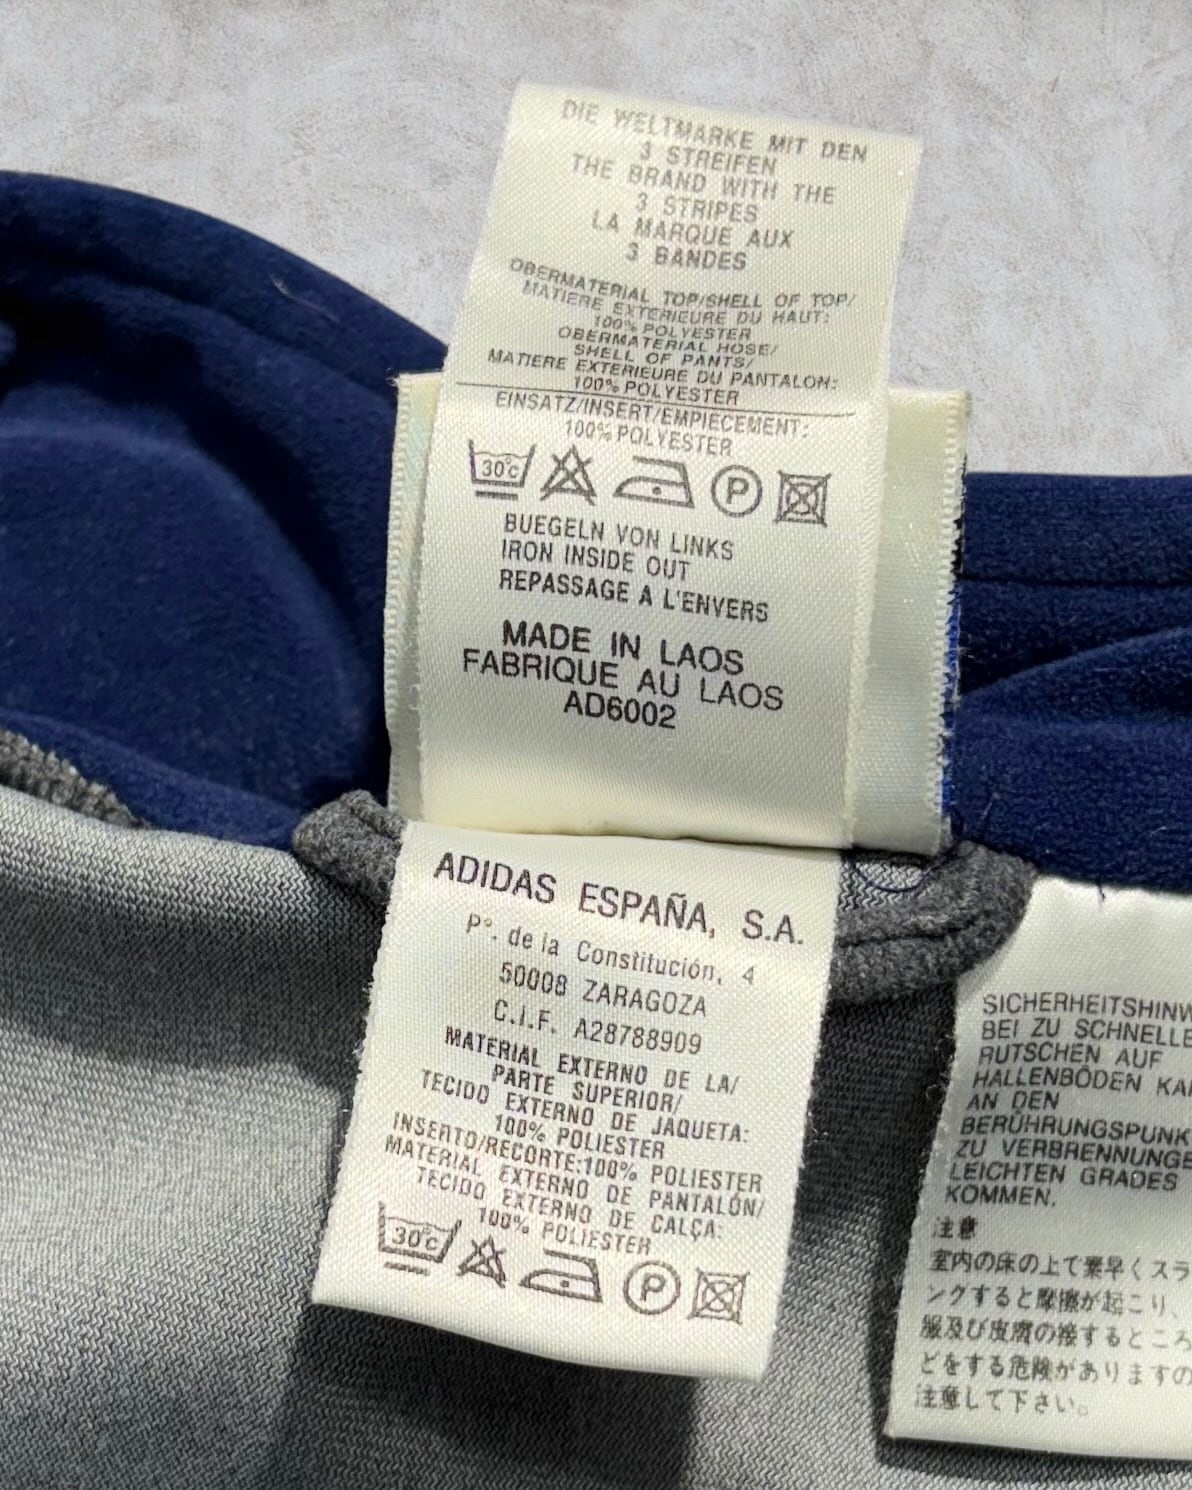 DIE WELTMARKE MIT DEN
3 STREIFEN
THE BRAND WITH THE
3 STRIPES
LA MARQUE AUX
3 BANDES
OBERMATERIAL TOP/SHELL OF TOP/
MATIERE EXTERIEURE DU HAUT:
100% POLYESTER
OBERMATERIAL HOSE/
SHELL OF PANTS/
MATIERE EXTERIEURE DU PANTALON:
100% POLYESTER
EINSATZ/INSERT/EMPIECEMENT:
100% POLYESTER
30°c P
BUEGELN VON LINKS
IRON INSIDE OUT
REPASSAGE A L'ENVERS
MADE IN LAOS
FABRIQUE AU LAOS
AD6002
ADIDAS ESPAÑA, S.A.
Pº. de la Constitución, 4
50008 ZARAGOZA
C.I.F. A28788909
MATERIAL EXTERNO DE LA/
PARTE SUPERIOR/
TECIDO EXTERNO DE JAQUETA:
100% POLIESTER
INSERTO/RECORTE:100% POLIESTER
MATERIAL EXTERNO DE PANTALÓN/
TECIDO EXTERNO DE CALÇA:
100% POLIESTER
30°c P
SICHERHEITSHINW
BEI ZU SCHNELLE
RUTSCHEN AUF
HALLENBÖDEN KA
AN DEN
BERÜHRUNGSPUNK
ZU VERBRENNUNGE
LEICHTEN GRADES
KOMMEN.
注意
室内の床の上で素早くスラ
ングすると摩擦が起こり、
服及び皮膚の接するところ
どをする危険がありますの
注意して下さい。